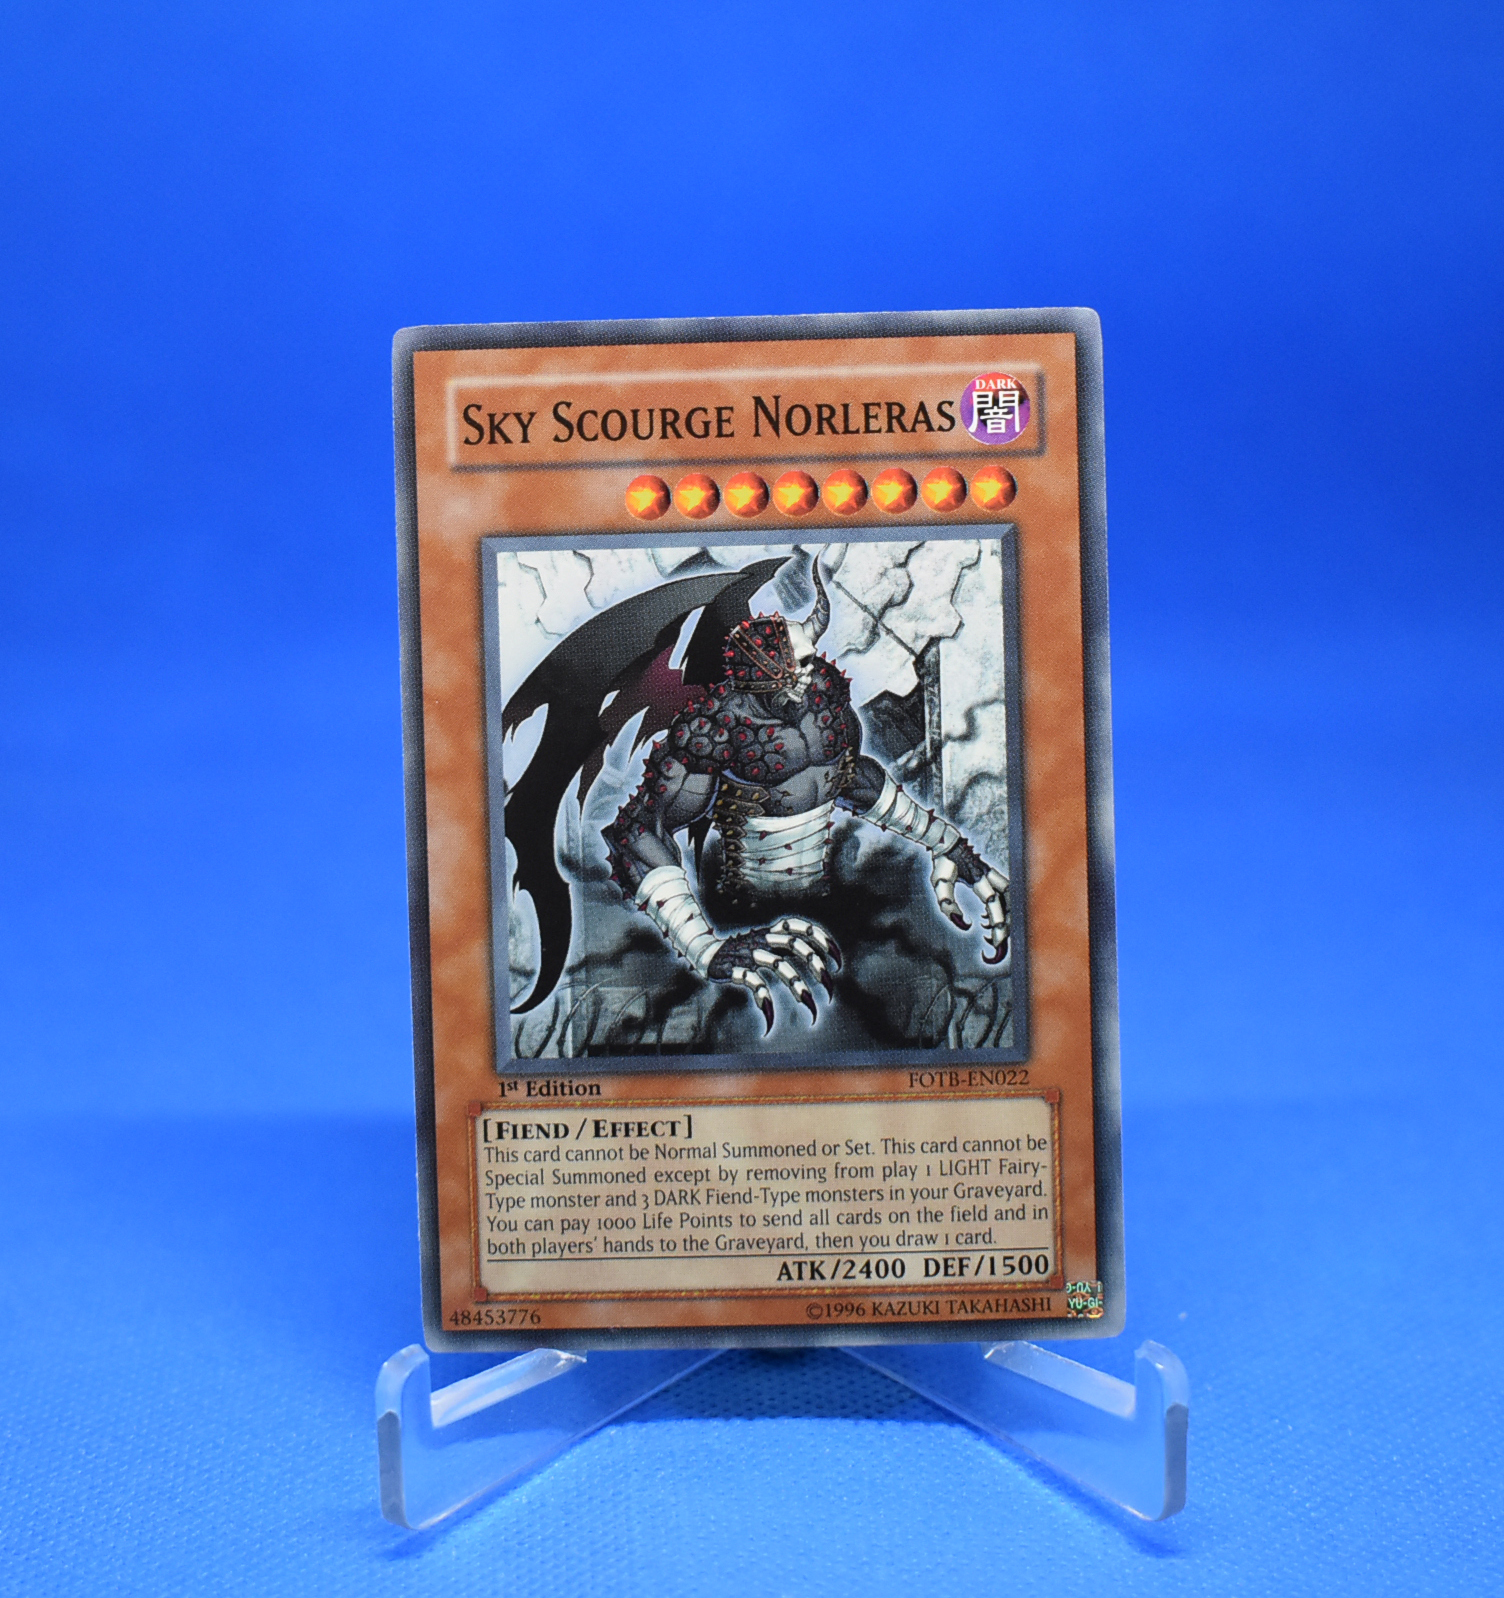 SKY SCOURGE NORLERAS
DARK
闇
1st Edition
FOTB-EN022
[FIEND/EFFECT]
This card cannot be Normal Summoned or Set. This card cannot be
Special Summoned except by removing from play 1 LIGHT Fairy-
Type monster and 3 DARK Fiend-Type monsters in your Graveyard.
You can pay 1000 Life Points to send all cards on the field and in
both players' hands to the Graveyard, then you draw 1 card.
ATK/2400 DEF/1500
48453776
©1996 KAZUKI TAKAHASHI
YU-GI-